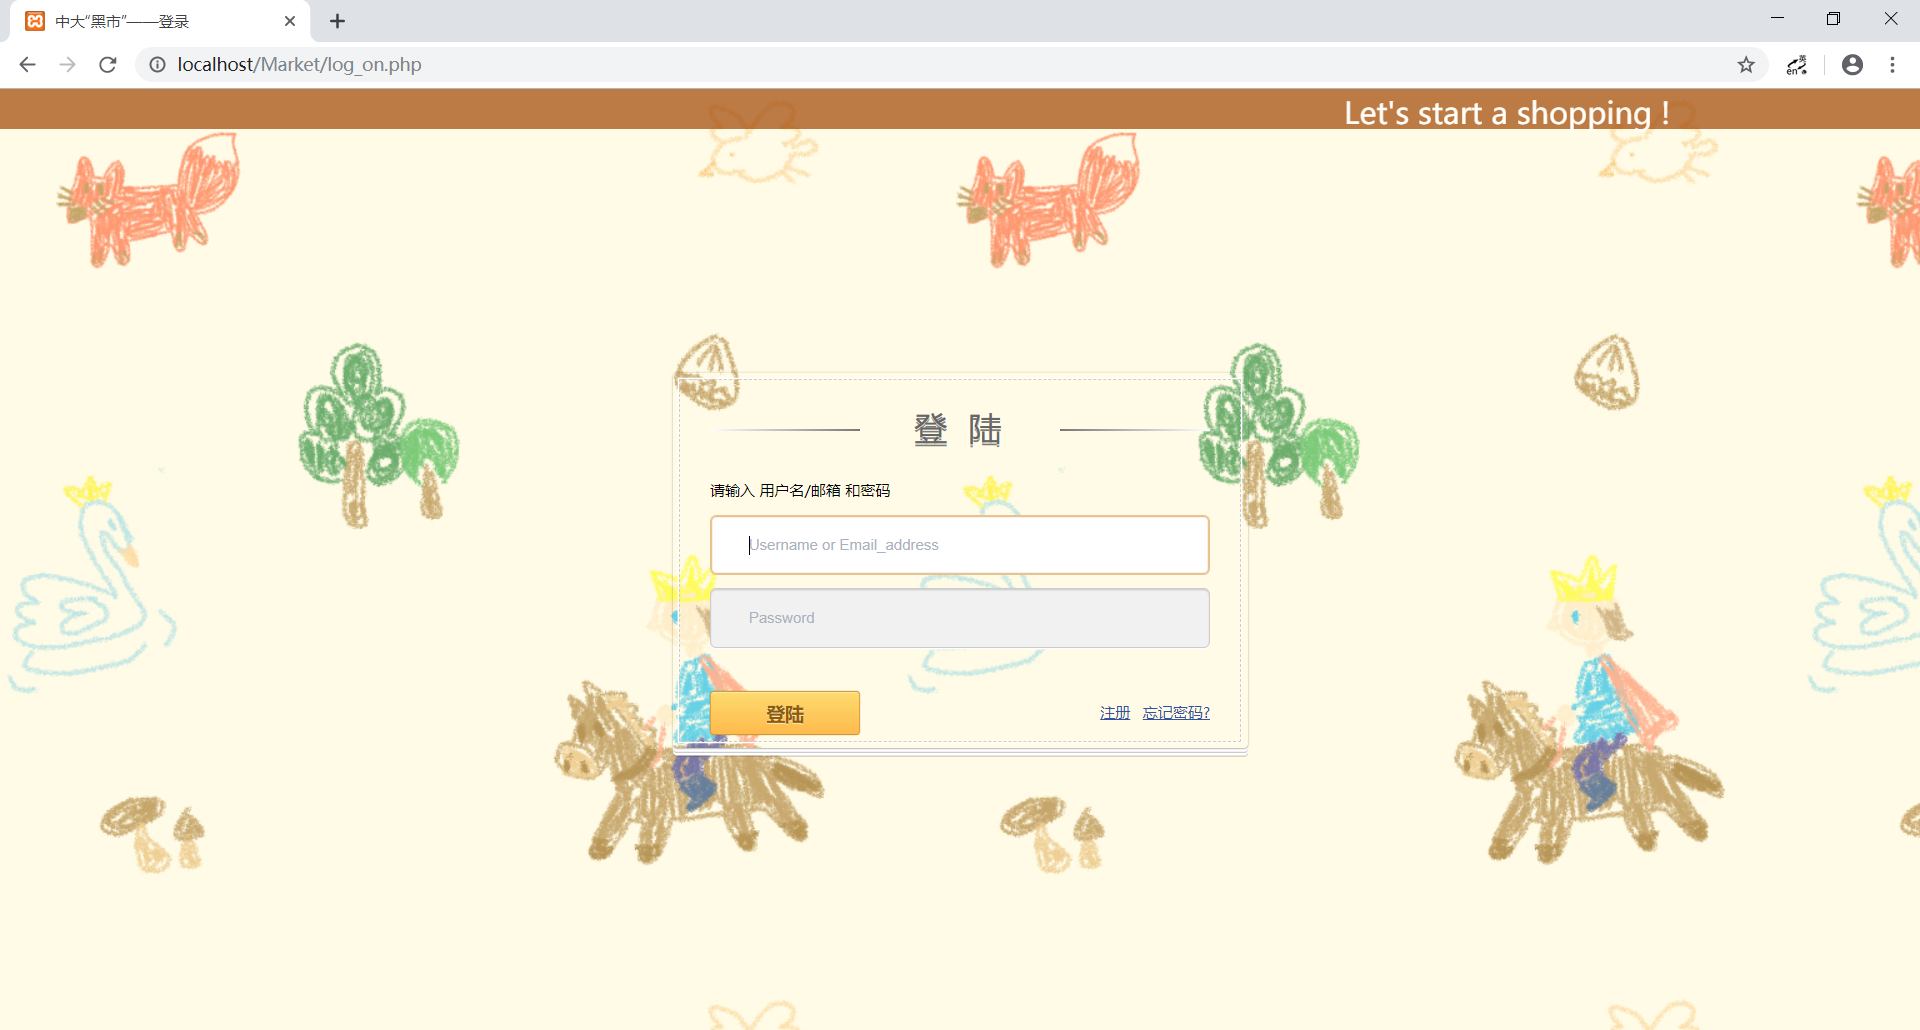 中大“黑市”——登录
localhost/Market/log_on.php
英
en
Let's start a shopping !
登 陆
请输入 用户名/邮箱 和密码
Username or Email_address
Password
登陆
注册 忘记密码?